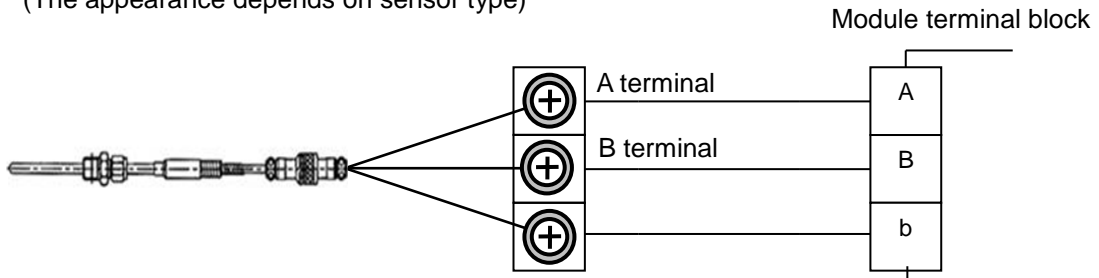 (The appearance depends on sensor type)
Module terminal block
A terminal
A
B terminal
B
b